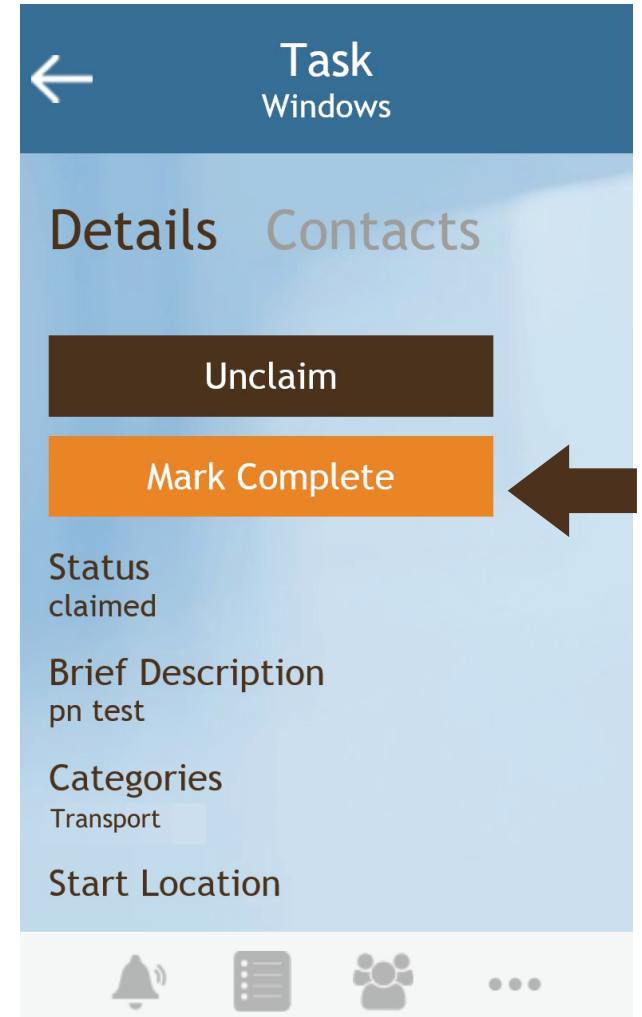 Task
Windows
Details Contacts
Unclaim
Mark Complete
Status
claimed
Brief Description
pn test
Categories
Transport
Start Location